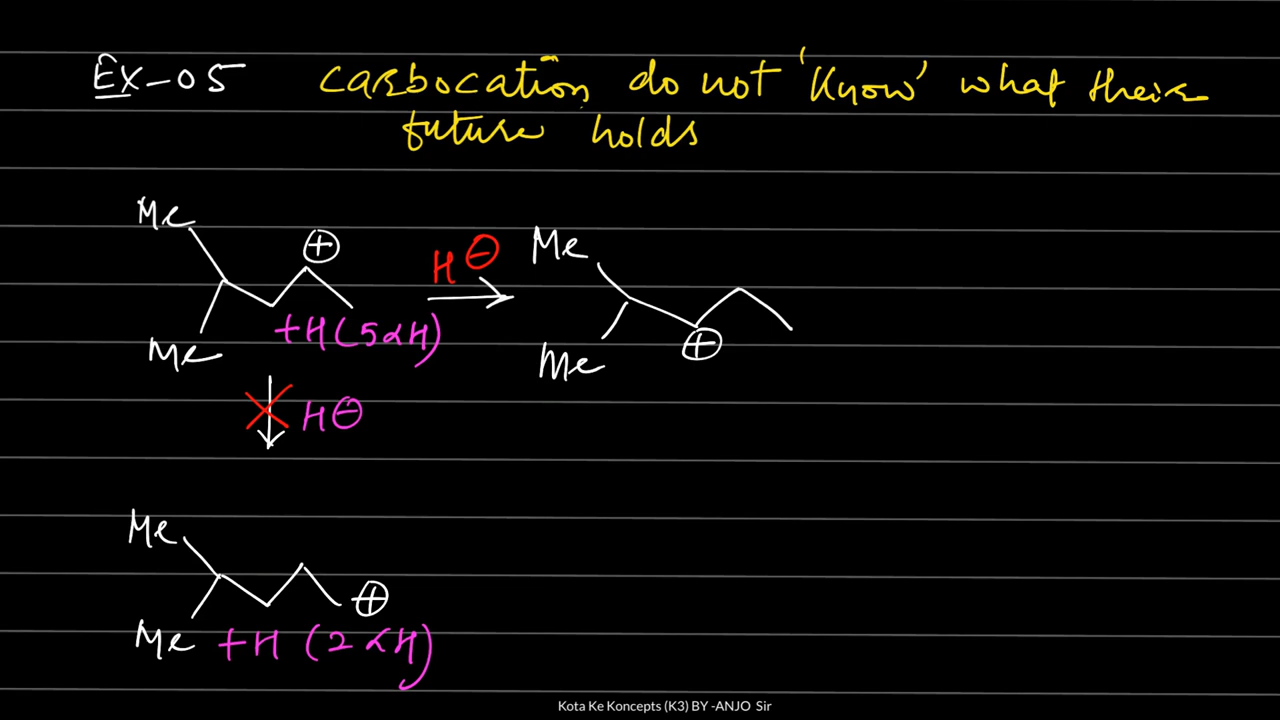 Ex-05 carbocation do not 'know' what their
future holds
Me
⊕
H⊖
Me
+H(5αH)
Me
⊕
Me
H⊖
Me
⊕
Me +H (2αH)
Kota Ke Koncepts (K3) BY -ANJO Sir